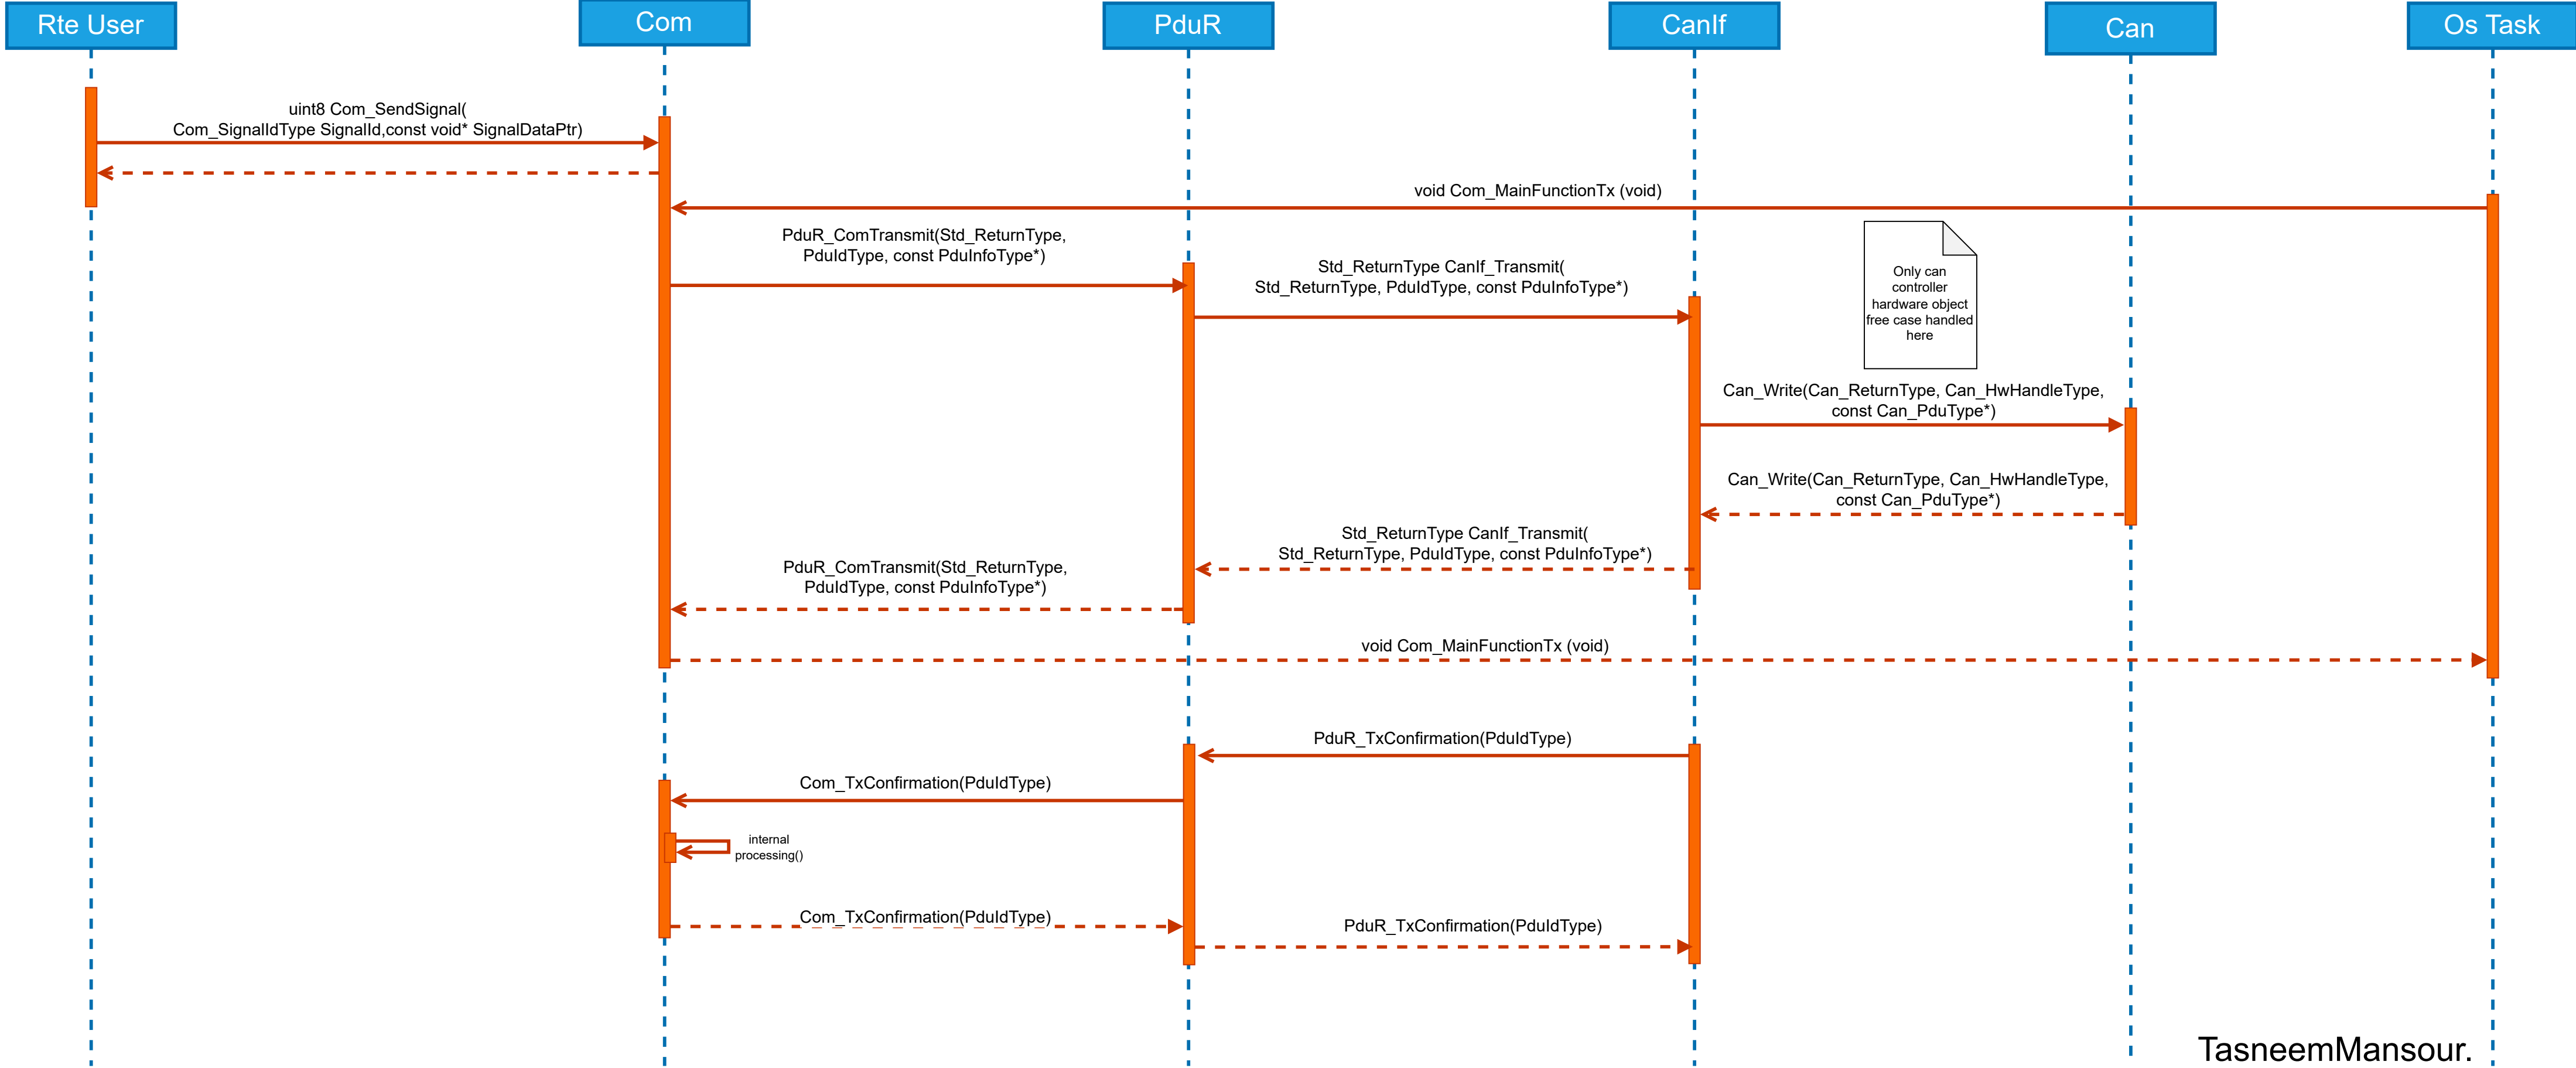 Rte User
Com
PduR
CanIf
Can
Os Task
uint8 Com_SendSignal(
Com_SignalIdType SignalId,const void* SignalDataPtr)
void Com_MainFunctionTx (void)
PduR_ComTransmit(Std_ReturnType,
PduIdType, const PduInfoType*)
Std_ReturnType CanIf_Transmit(
Std_ReturnType, PduIdType, const PduInfoType*)
Only can
controller
hardware object
free case handled
here
Can_Write(Can_ReturnType, Can_HwHandleType,
const Can_PduType*)
Can_Write(Can_ReturnType, Can_HwHandleType,
const Can_PduType*)
Std_ReturnType CanIf_Transmit(
Std_ReturnType, PduIdType, const PduInfoType*)
PduR_ComTransmit(Std_ReturnType,
PduIdType, const PduInfoType*)
void Com_MainFunctionTx (void)
PduR_TxConfirmation(PduIdType)
Com_TxConfirmation(PduIdType)
internal
processing()
Com_TxConfirmation(PduIdType)
PduR_TxConfirmation(PduIdType)
TasneemMansour.